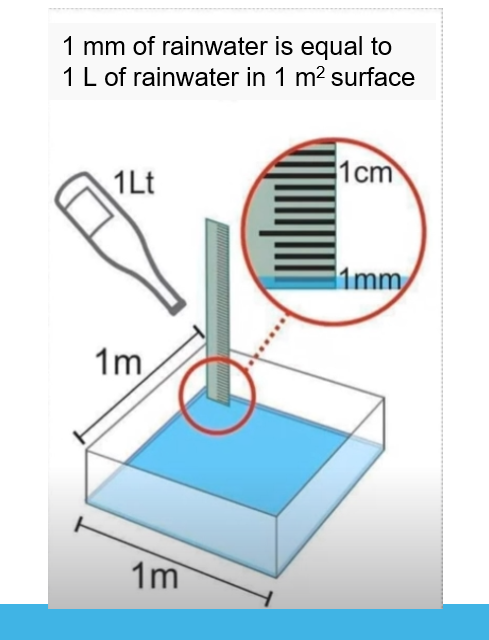 1 mm of rainwater is equal to
1 L of rainwater in 1 m² surface
1Lt
1cm
1mm
1m
1m